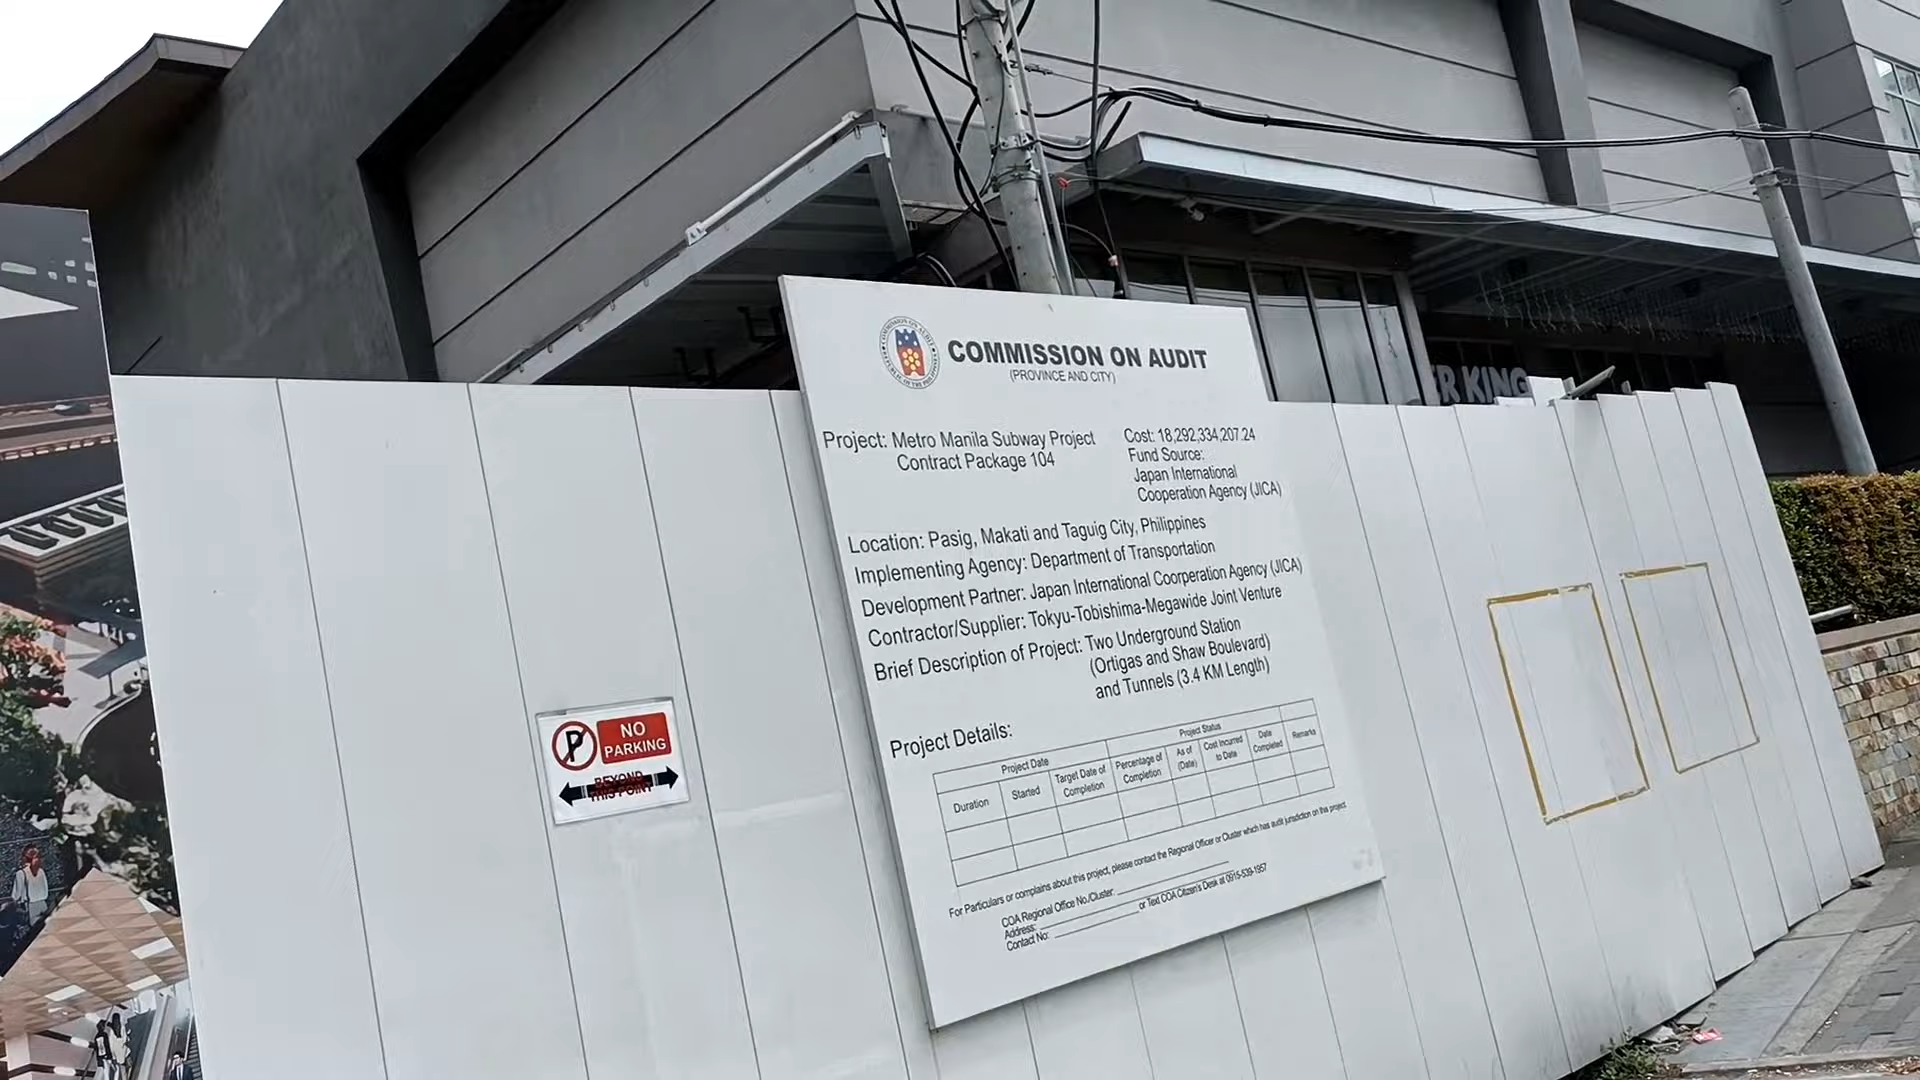 COMMISSION ON AUDIT
(PROVINCE AND CITY)
Project: Metro Manila Subway Project
Contract Package 104
Cost: 18,292,334,207.24
Fund Source:
Japan International
Cooperation Agency (JICA)
Location: Pasig, Makati and Taguig City, Philippines
Implementing Agency: Department of Transportation
Development Partner: Japan International Coorperation Agency (JICA)
Contractor/Supplier: Tokyu-Tobishima-Megawide Joint Venture
Brief Description of Project: Two Underground Station
(Ortigas and Shaw Boulevard)
and Tunnels (3.4 KM Length)
Project Details:
Project Date
Project Status
Duration
Started
Target Date of
Completion
Percentage of
Completion
As of
(Date)
Cost Incurred
to Date
Date
Completed
Remarks
For Particulars or complains about this project, please contact the Regional Officer or Cluster which has audit jurisdiction on this project.
COA Regional Office No./Cluster:
Address:
Contact No: or Text COA Citizen's Desk at 0915-539-1957
NO
PARKING
BEYOND
THIS POINT
ER KING